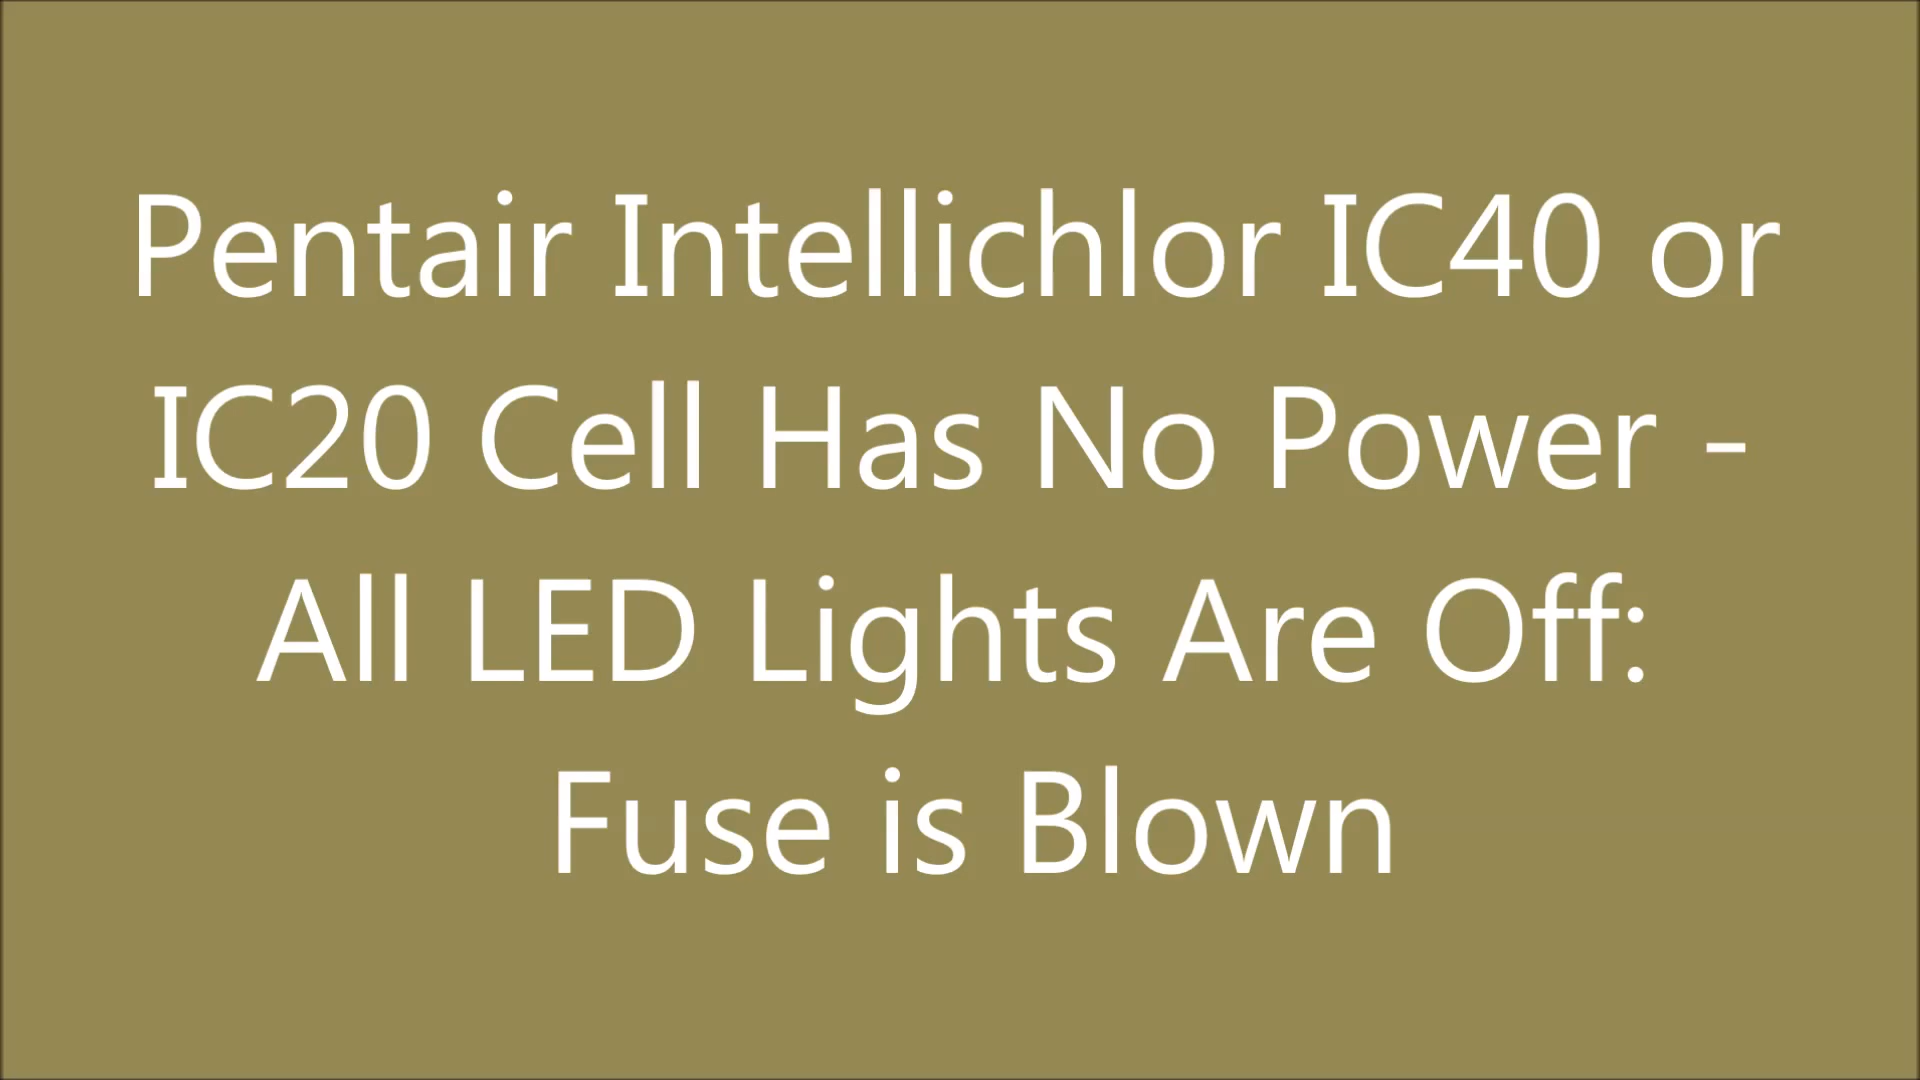 Pentair Intellichlor IC40 or
IC20 Cell Has No Power -
All LED Lights Are Off:
Fuse is Blown